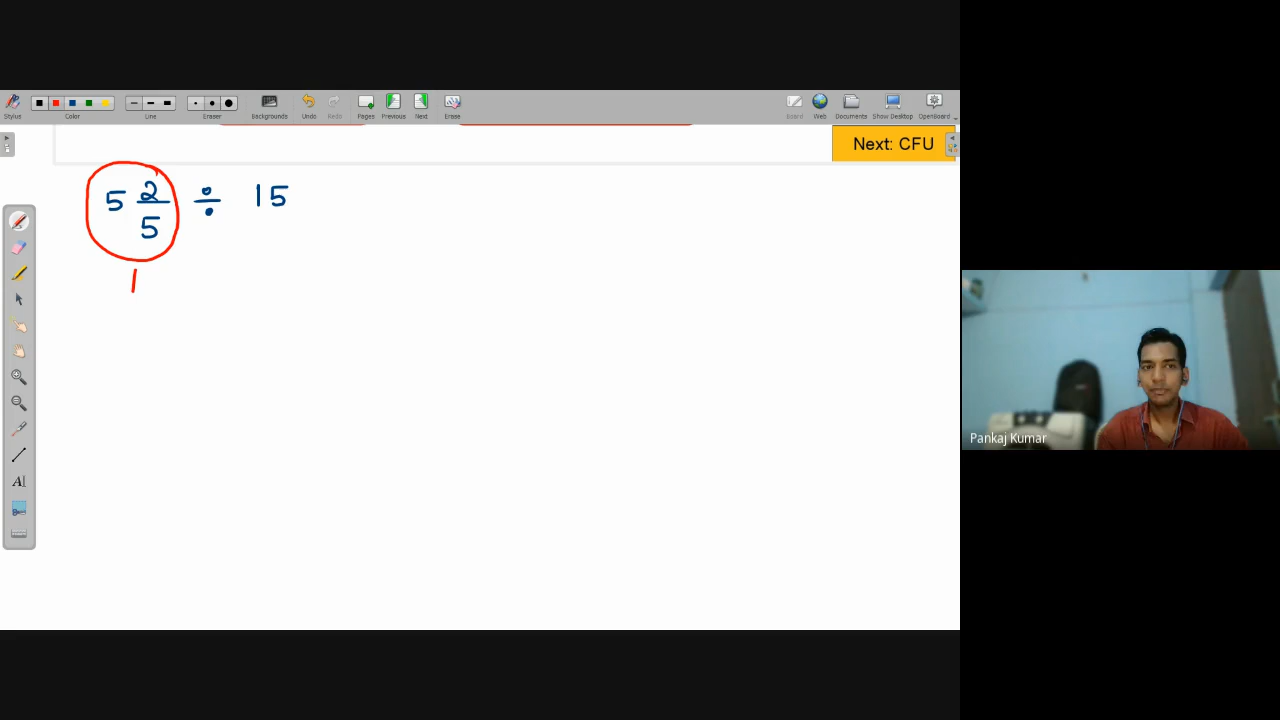 Stylus Color Line Eraser Backgrounds Undo Redo Pages Previous Next Erase board Web Documents Show Desktop OpenBoard
Next: CFU
5 2/5 ÷ 15
I
Pankaj Kumar